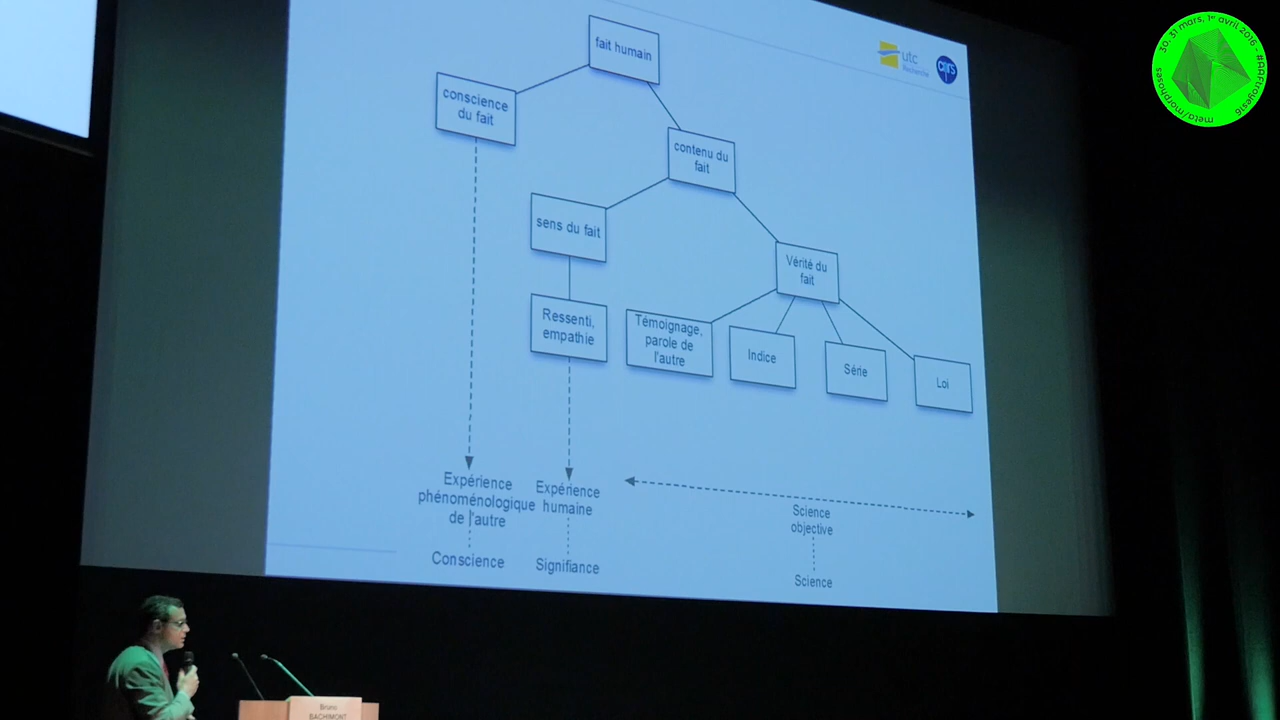 fait humain
utc
Recherche
cnrs
30, 31 mars, 1er avril 2016 - #AAFtroyes16
meta/morphoses
conscience
du fait
contenu du
fait
sens du fait
Vérité du
fait
Ressenti,
empathie
Témoignage,
parole de
l'autre
Indice
Série
Loi
Expérience
phénoménologique
de l'autre
Expérience
humaine
Science
objective
Conscience
Signifiance
Science
Bruno
BACHIMONT